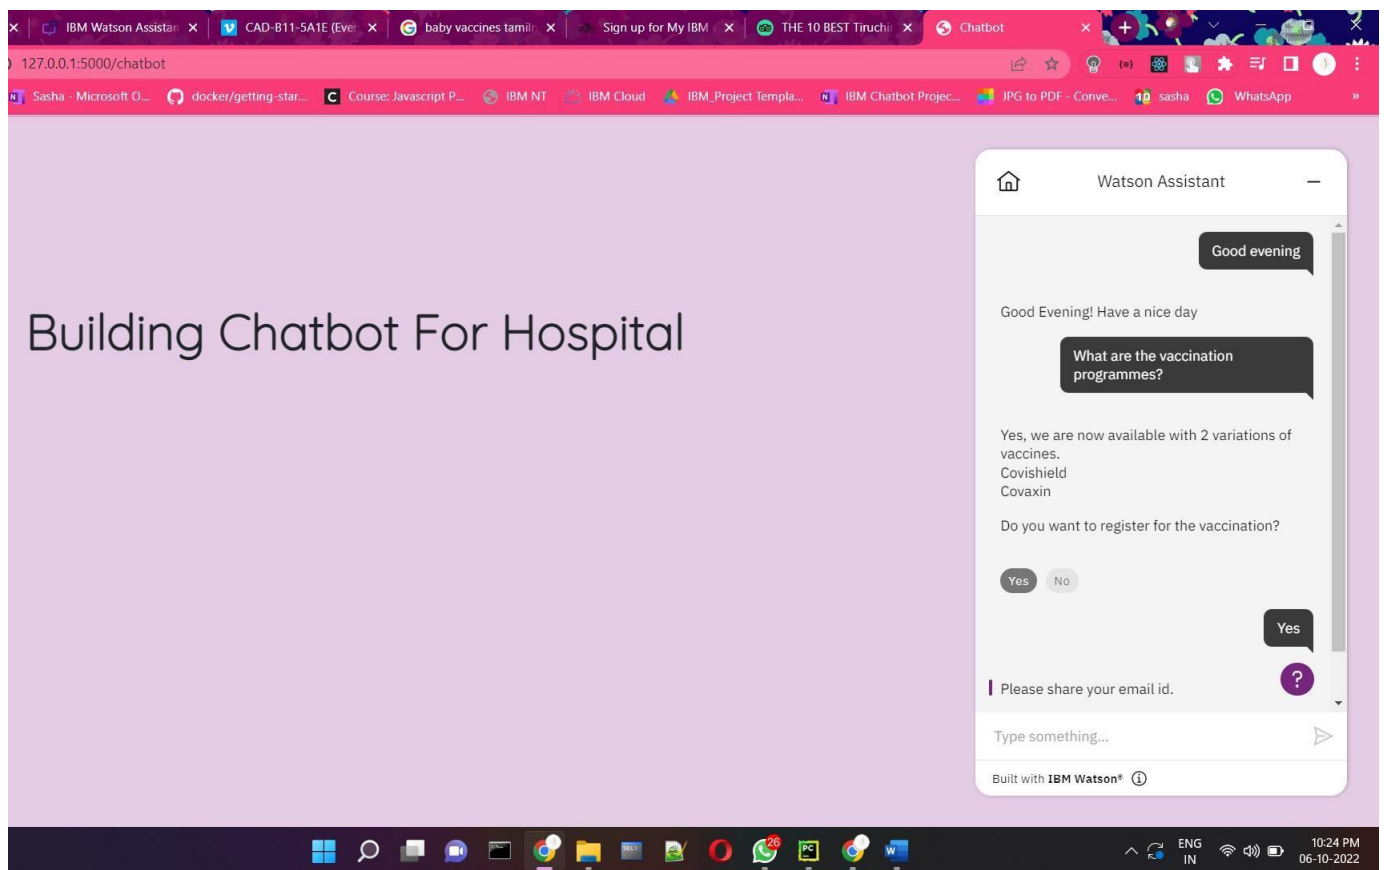 IBM Watson Assistan
CAD-B11-5A1E (Eve
baby vaccines tamiln
Sign up for My IBM
THE 10 BEST Tiruchir
Chatbot
127.0.0.1:5000/chatbot
Sasha - Microsoft O...
docker/getting-star...
Course: Javascript P...
IBM NT
IBM Cloud
IBM_Project Templa...
IBM Chatbot Projec...
JPG to PDF - Conve...
sasha
WhatsApp
»
Building Chatbot For Hospital
Watson Assistant
Good evening
Good Evening! Have a nice day
What are the vaccination
programmes?
Yes, we are now available with 2 variations of
vaccines.
Covishield
Covaxin
Do you want to register for the vaccination?
Yes No
Yes
Please share your email id.
?
Type something...
Built with IBM Watson®
26
PC
ENG
IN
10:24 PM
06-10-2022